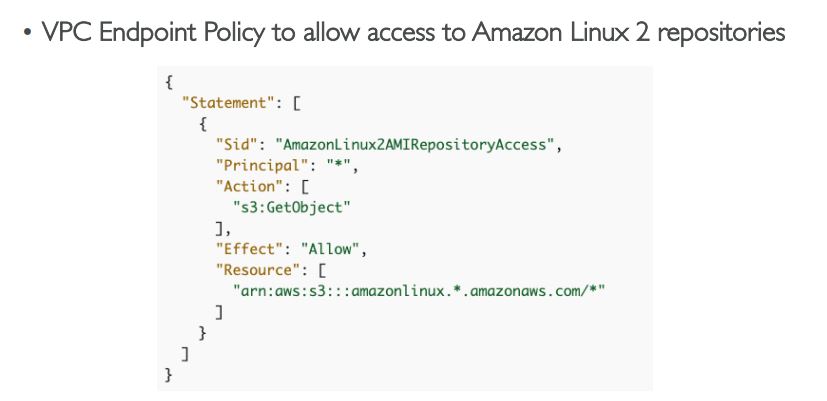 • VPC Endpoint Policy to allow access to Amazon Linux 2 repositories
{
  "Statement": [
    {
      "Sid": "AmazonLinux2AMIRepositoryAccess",
      "Principal": "*",
      "Action": [
        "s3:GetObject"
      ],
      "Effect": "Allow",
      "Resource": [
        "arn:aws:s3:::amazonlinux.*.amazonaws.com/*"
      ]
    }
  ]
}